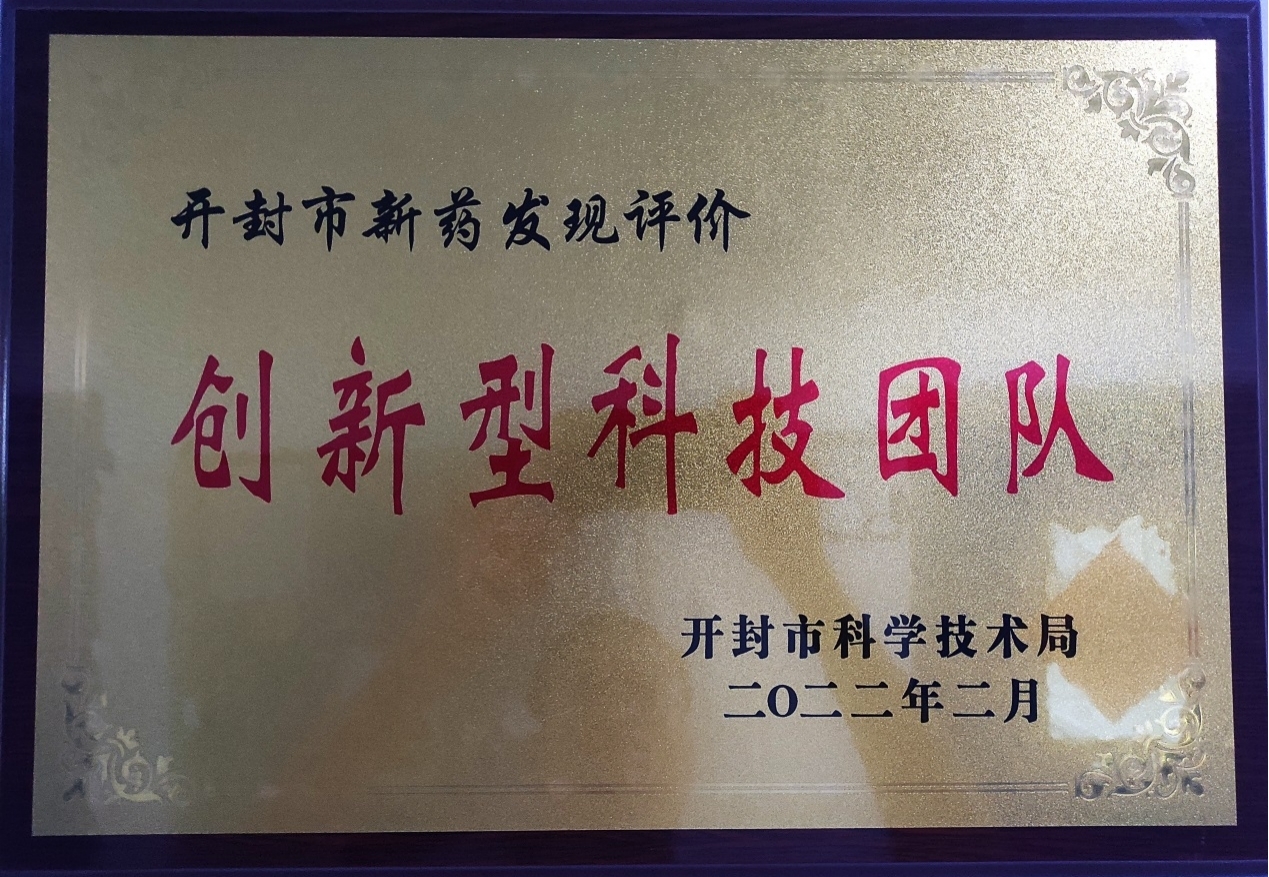 开封市新药发现评价
创新型科技团队
开封市科学技术局
二〇二二年二月